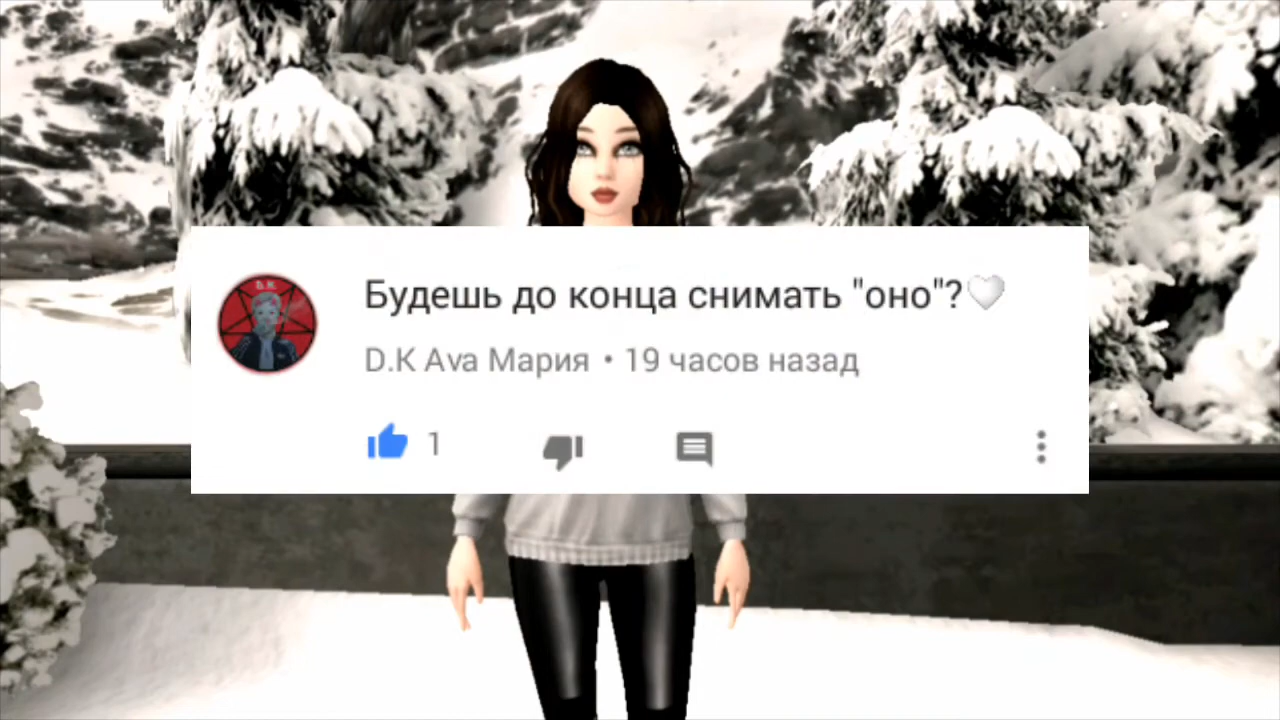 D.K.
Будешь до конца снимать "оно"?🤍
D.K Ava Мария • 19 часов назад
1